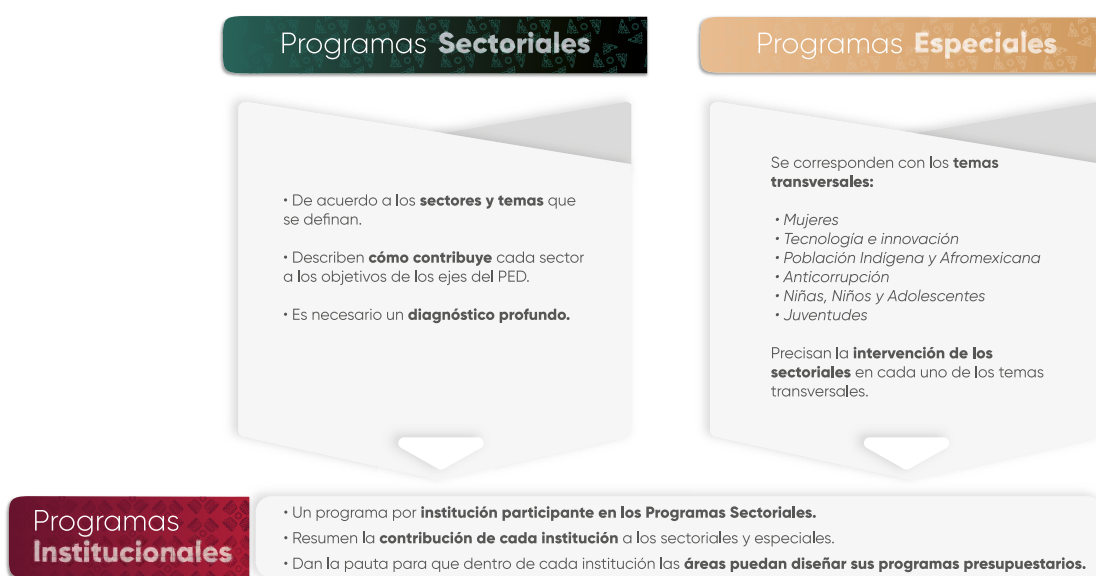 Programas Sectoriales
• De acuerdo a los sectores y temas que
se definan.
• Describen cómo contribuye cada sector
a los objetivos de los ejes del PED.
• Es necesario un diagnóstico profundo.
Programas Especiales
Se corresponden con los temas
transversales:
• Mujeres
• Tecnología e innovación
• Población Indígena y Afromexicana
• Anticorrupción
• Niñas, Niños y Adolescentes
• Juventudes
Precisan la intervención de los
sectoriales en cada uno de los temas
transversales.
Programas
Institucionales
• Un programa por institución participante en los Programas Sectoriales.
• Resumen la contribución de cada institución a los sectoriales y especiales.
• Dan la pauta para que dentro de cada institución las áreas puedan diseñar sus programas presupuestarios.